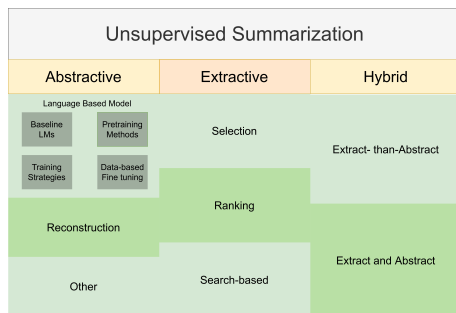 Unsupervised Summarization
Abstractive
Extractive
Hybrid
Language Based Model
Baseline
LMs
Pretraining
Methods
Training
Strategies
Data-based
Fine tuning
Reconstruction
Other
Selection
Ranking
Search-based
Extract- than-Abstract
Extract and Abstract